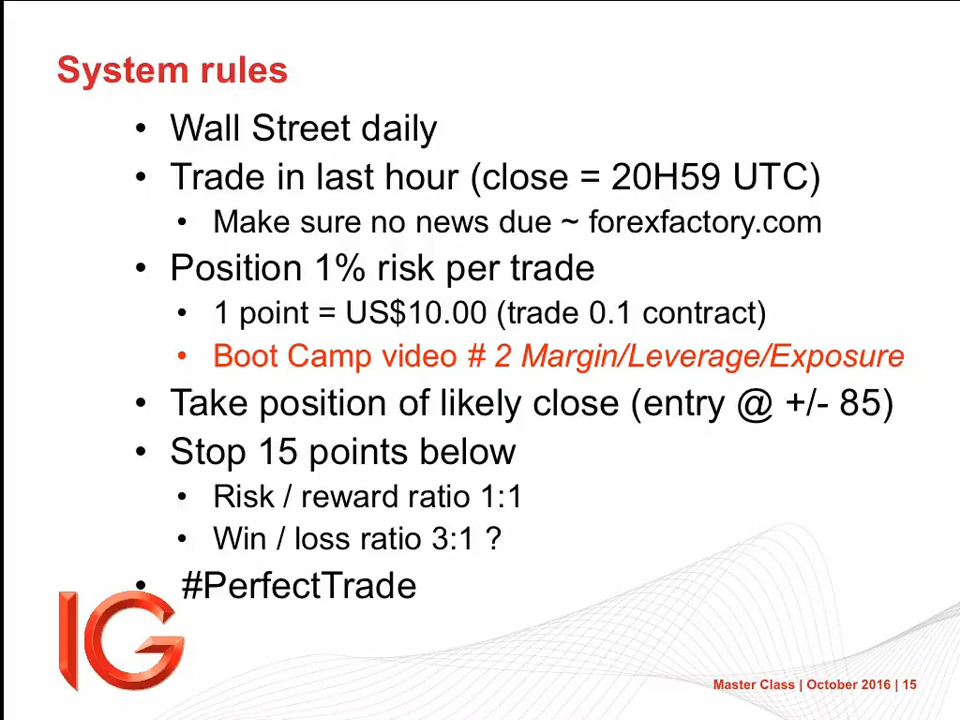 System rules
• Wall Street daily
• Trade in last hour (close = 20H59 UTC)
• Make sure no news due ~ forexfactory.com
• Position 1% risk per trade
• 1 point = US$10.00 (trade 0.1 contract)
• Boot Camp video # 2 Margin/Leverage/Exposure
• Take position of likely close (entry @ +/- 85)
• Stop 15 points below
• Risk / reward ratio 1:1
• Win / loss ratio 3:1 ?
• #PerfectTrade
IG
Master Class | October 2016 | 15